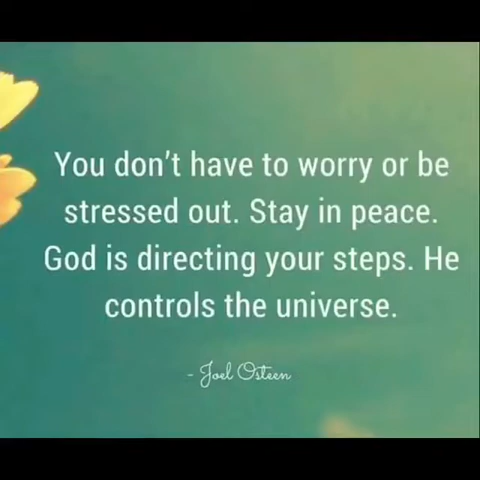 You don't have to worry or be
stressed out. Stay in peace.
God is directing your steps. He
controls the universe.
- Joel Osteen